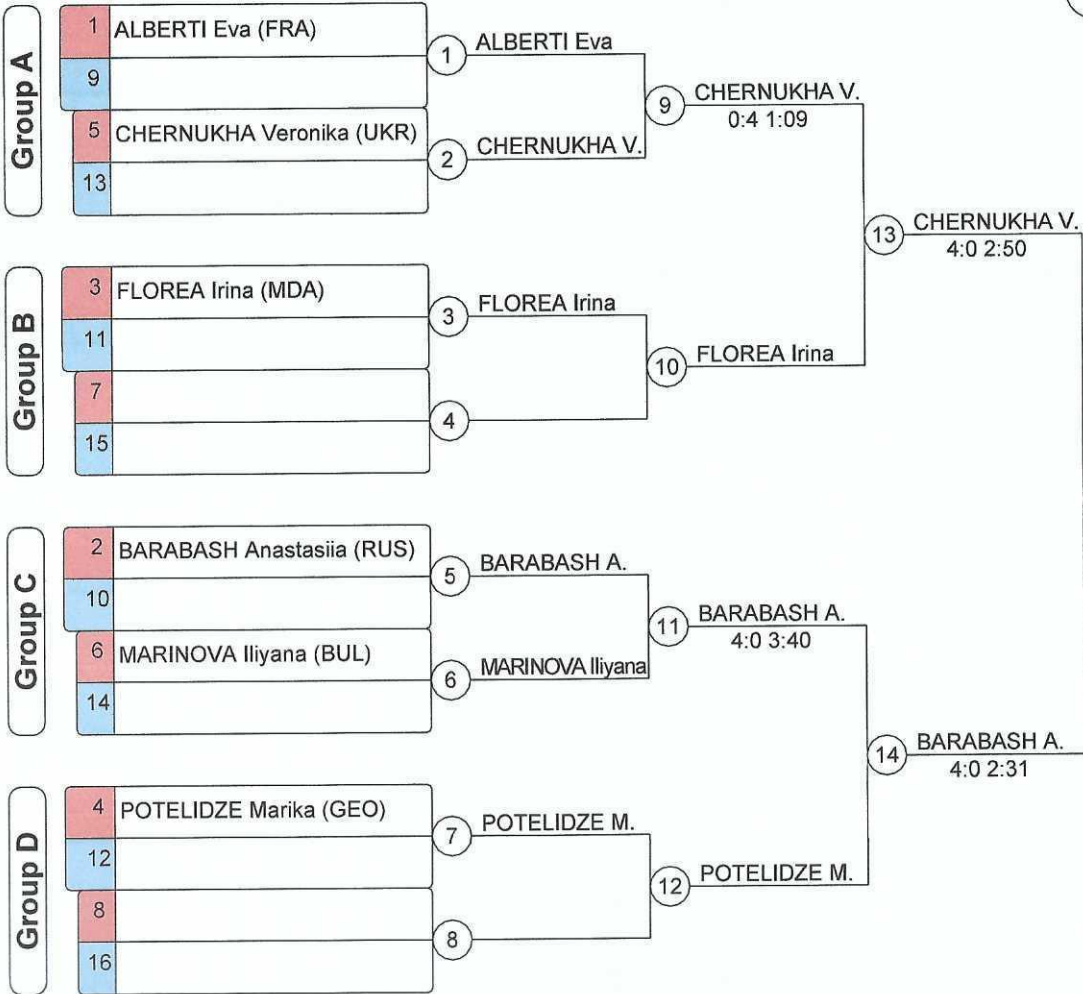 Group A
1 ALBERTI Eva (FRA)
9
5 CHERNUKHA Veronika (UKR)
13
1 ALBERTI Eva
2 CHERNUKHA V.
9 CHERNUKHA V.
0:4 1:09
13 CHERNUKHA V.
4:0 2:50
Group B
3 FLOREA Irina (MDA)
11
7
15
3 FLOREA Irina
4
10 FLOREA Irina
Group C
2 BARABASH Anastasiia (RUS)
10
6 MARINOVA Iliyana (BUL)
14
5 BARABASH A.
6 MARINOVA Iliyana
11 BARABASH A.
4:0 3:40
14 BARABASH A.
4:0 2:31
Group D
4 POTELIDZE Marika (GEO)
12
8
16
7 POTELIDZE M.
8
12 POTELIDZE M.